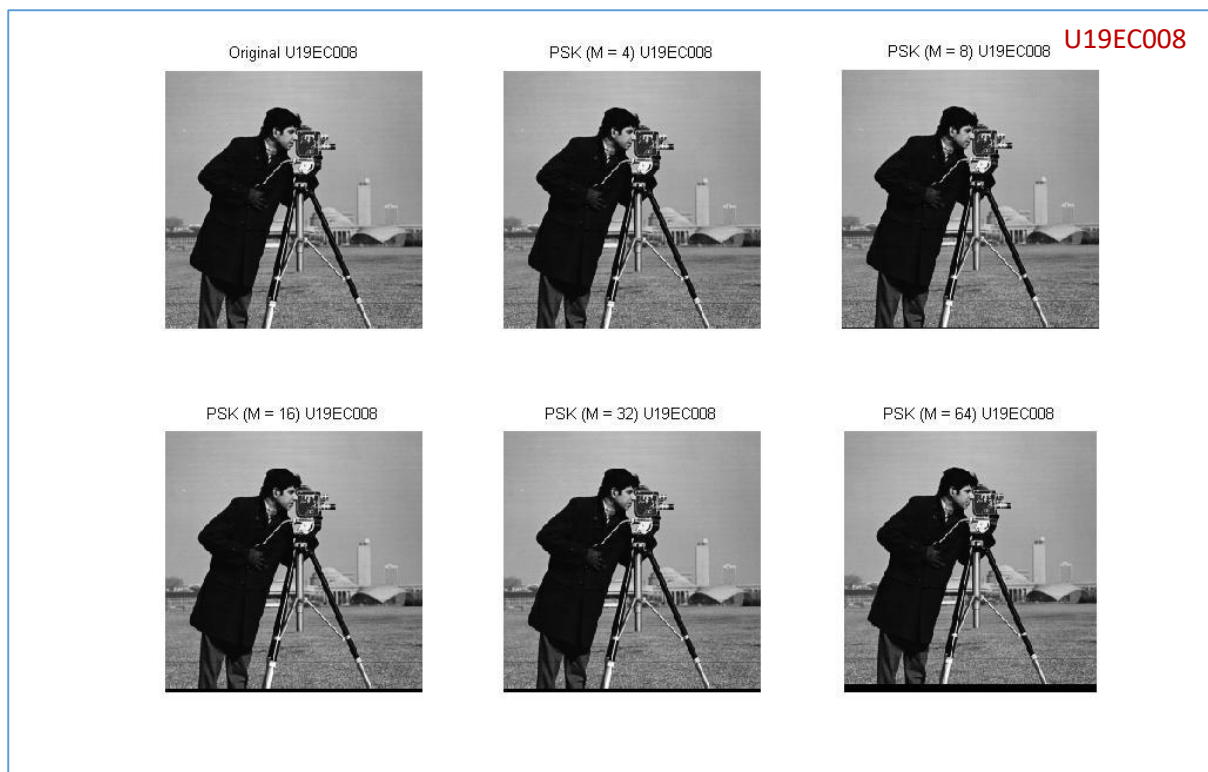 U19EC008
Original U19EC008
PSK (M = 4) U19EC008
PSK (M = 8) U19EC008
PSK (M = 16) U19EC008
PSK (M = 32) U19EC008
PSK (M = 64) U19EC008